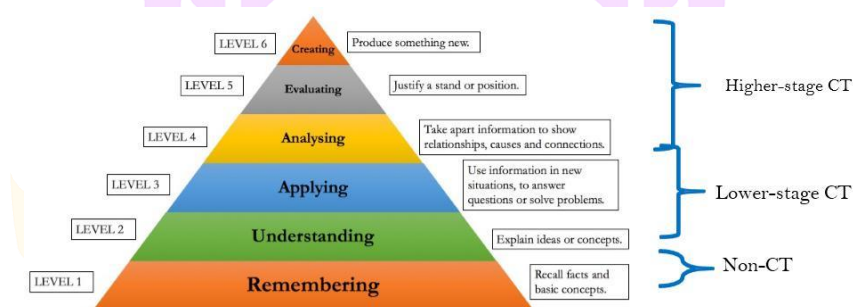 LEVEL 6
Creating
Produce something new.
LEVEL 5
Evaluating
Justify a stand or position.
Higher-stage CT
LEVEL 4
Analysing
Take apart information to show
relationships, causes and connections.
LEVEL 3
Applying
Use information in new
situations, to answer
questions or solve problems.
Lower-stage CT
LEVEL 2
Understanding
Explain ideas or concepts.
Non-CT
LEVEL 1
Remembering
Recall facts and
basic concepts.